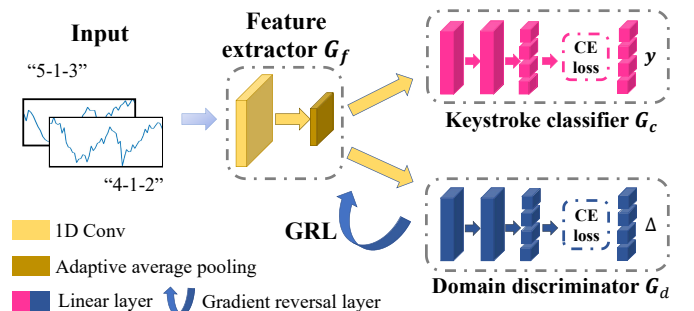 Input
“5-1-3”
“4-1-2”
Feature
extractor G_f
CE
loss
y
Keystroke classifier G_c
GRL
CE
loss
Δ
Domain discriminator G_d
1D Conv
Adaptive average pooling
Linear layer
Gradient reversal layer